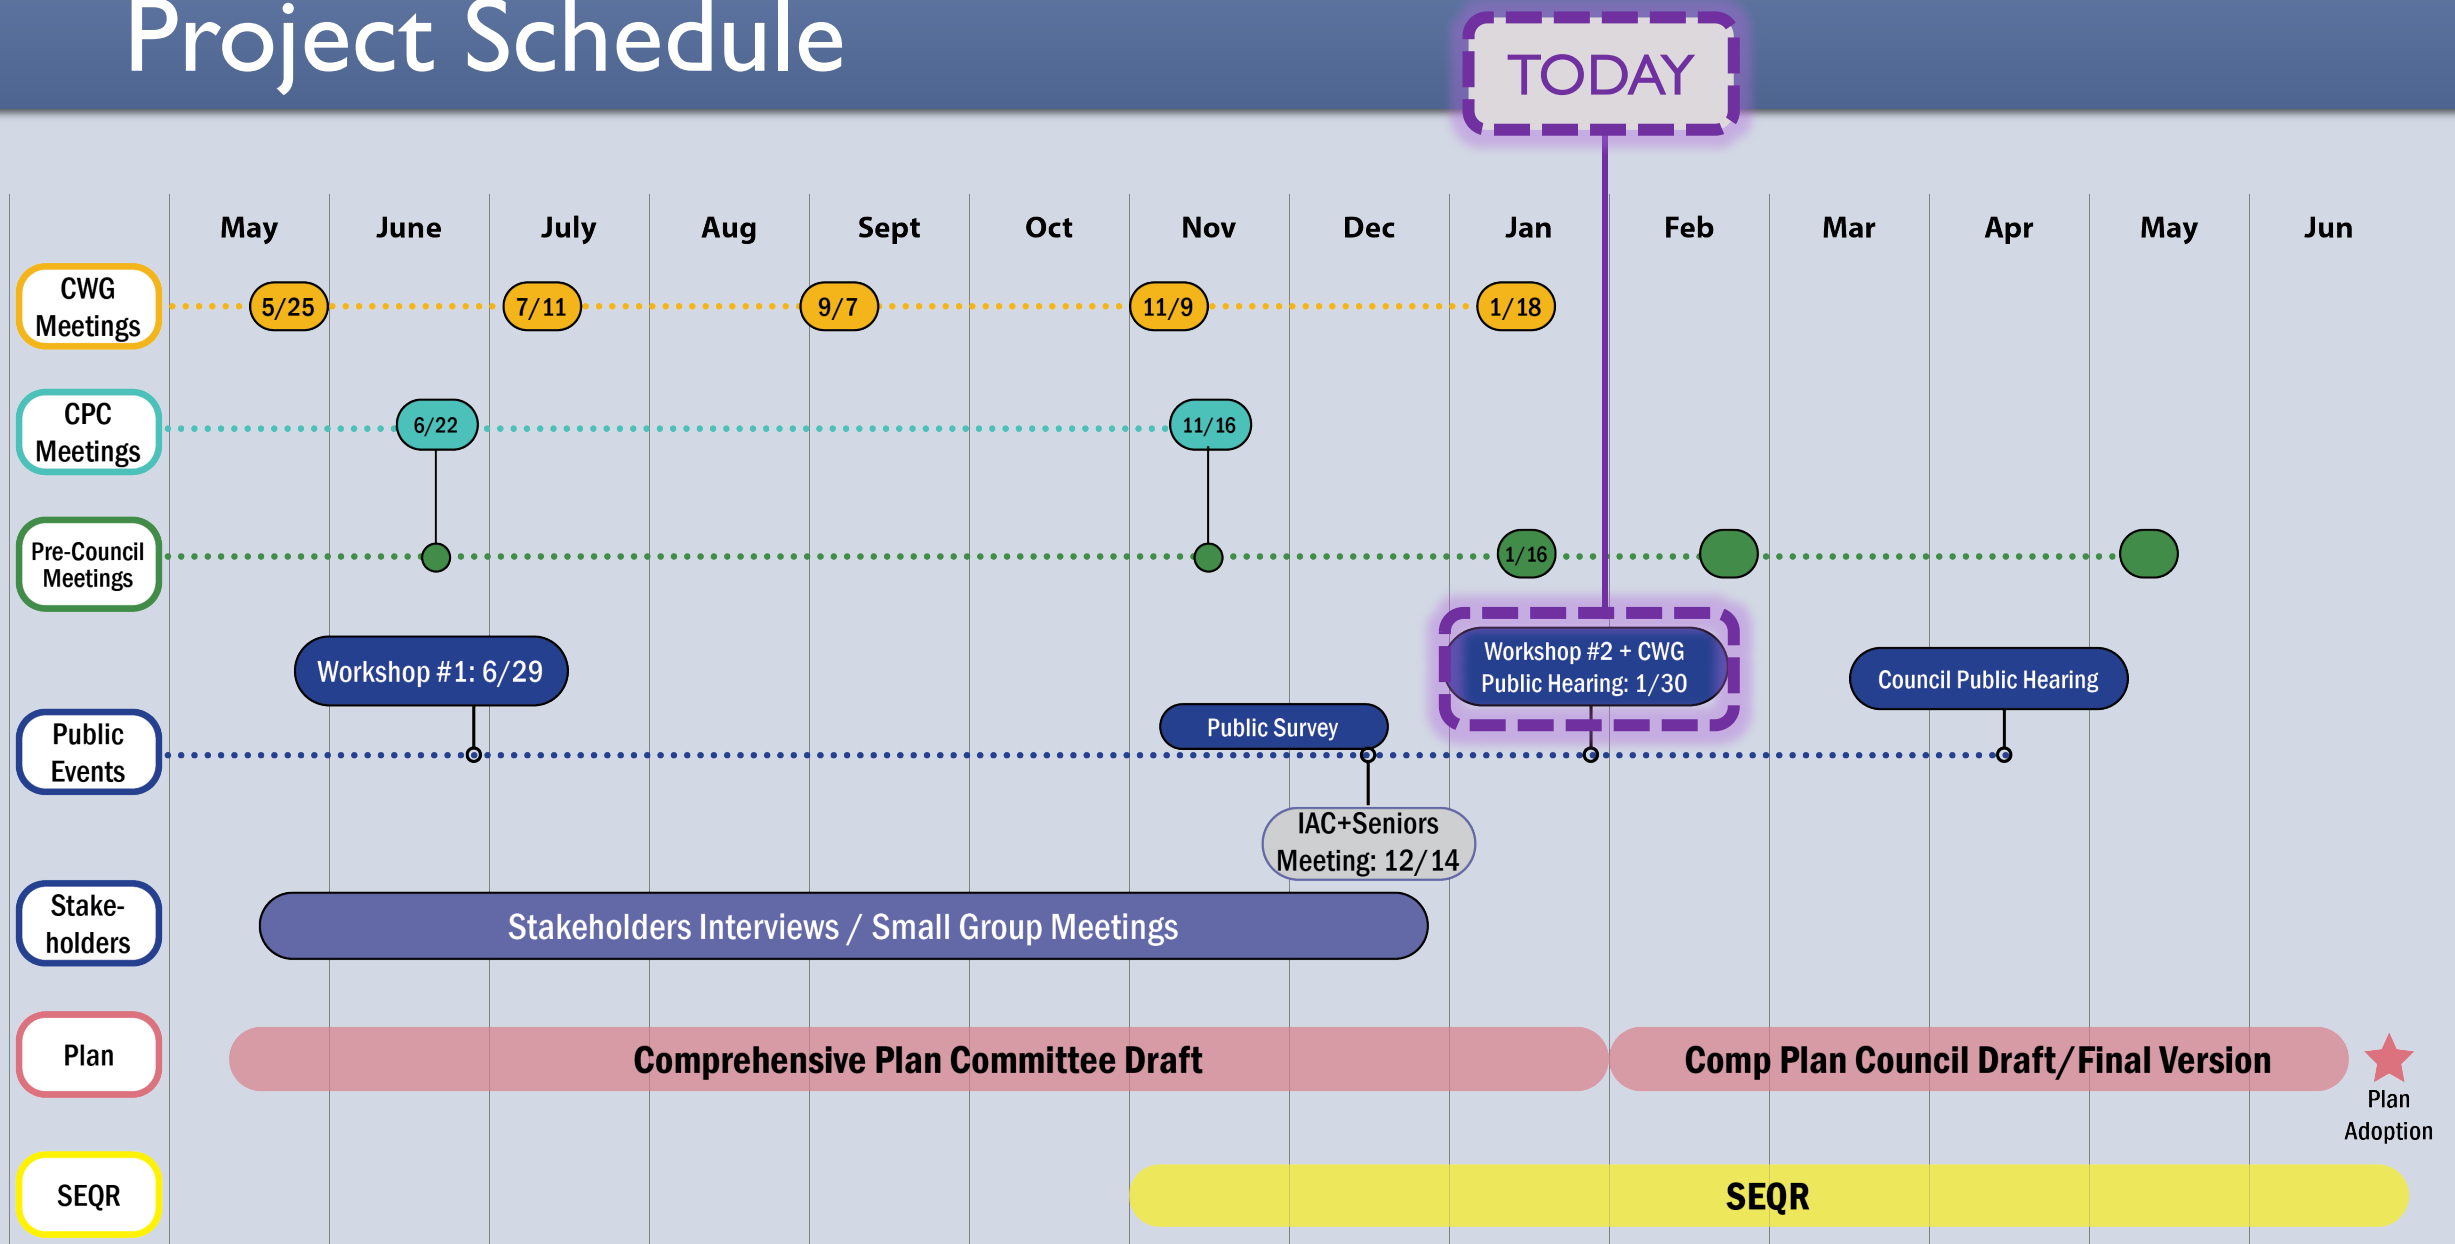 Project Schedule
TODAY
May June July Aug Sept Oct Nov Dec Jan Feb Mar Apr May Jun
CWG
Meetings
5/25 7/11 9/7 11/9 1/18
CPC
Meetings
6/22 11/16
Pre-Council
Meetings
1/16
Workshop #1: 6/29
Workshop #2 + CWG
Public Hearing: 1/30
Council Public Hearing
Public Survey
Public
Events
IAC+Seniors
Meeting: 12/14
Stake-
holders
Stakeholders Interviews / Small Group Meetings
Plan
Comprehensive Plan Committee Draft
Comp Plan Council Draft/Final Version
Plan
Adoption
SEQR
SEQR